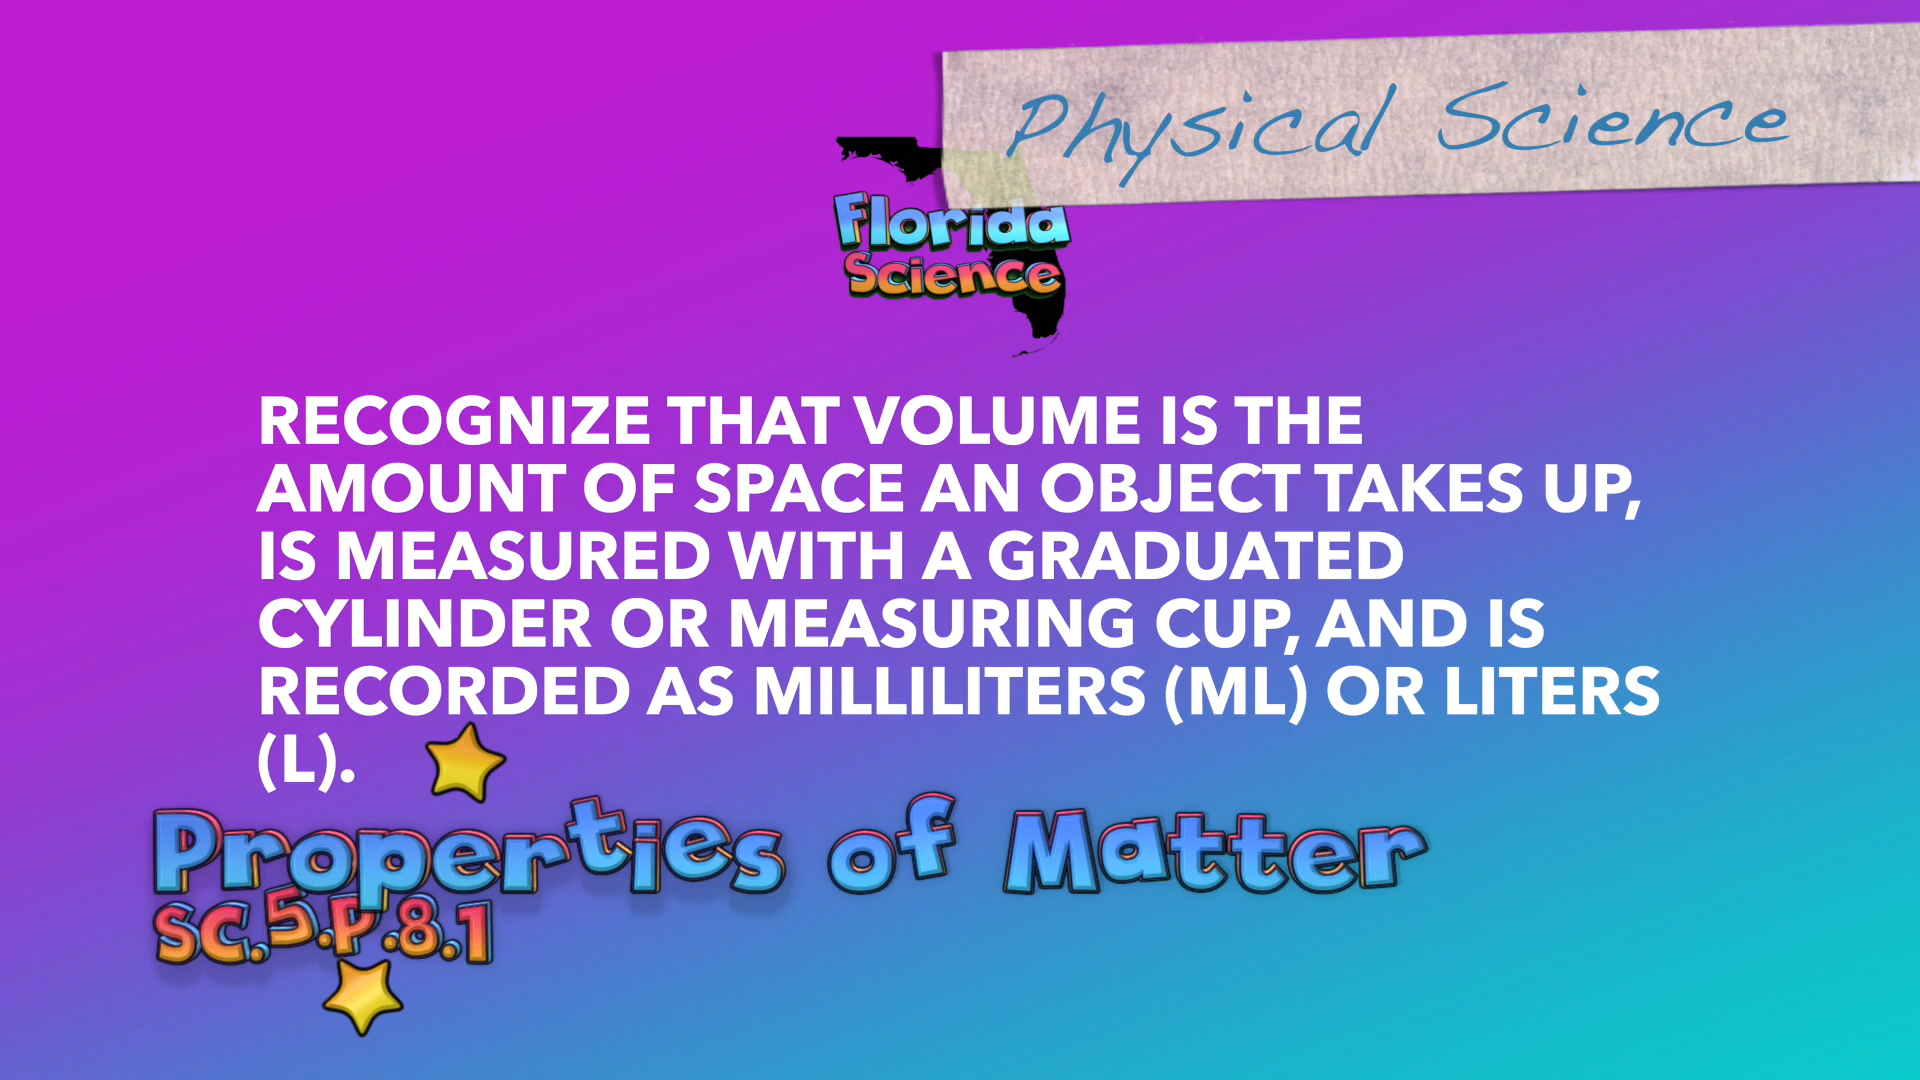 Physical Science
Florida
Science
RECOGNIZE THAT VOLUME IS THE
AMOUNT OF SPACE AN OBJECT TAKES UP,
IS MEASURED WITH A GRADUATED
CYLINDER OR MEASURING CUP, AND IS
RECORDED AS MILLILITERS (ML) OR LITERS
(L).
Properties of Matter
SC.5.P.8.1